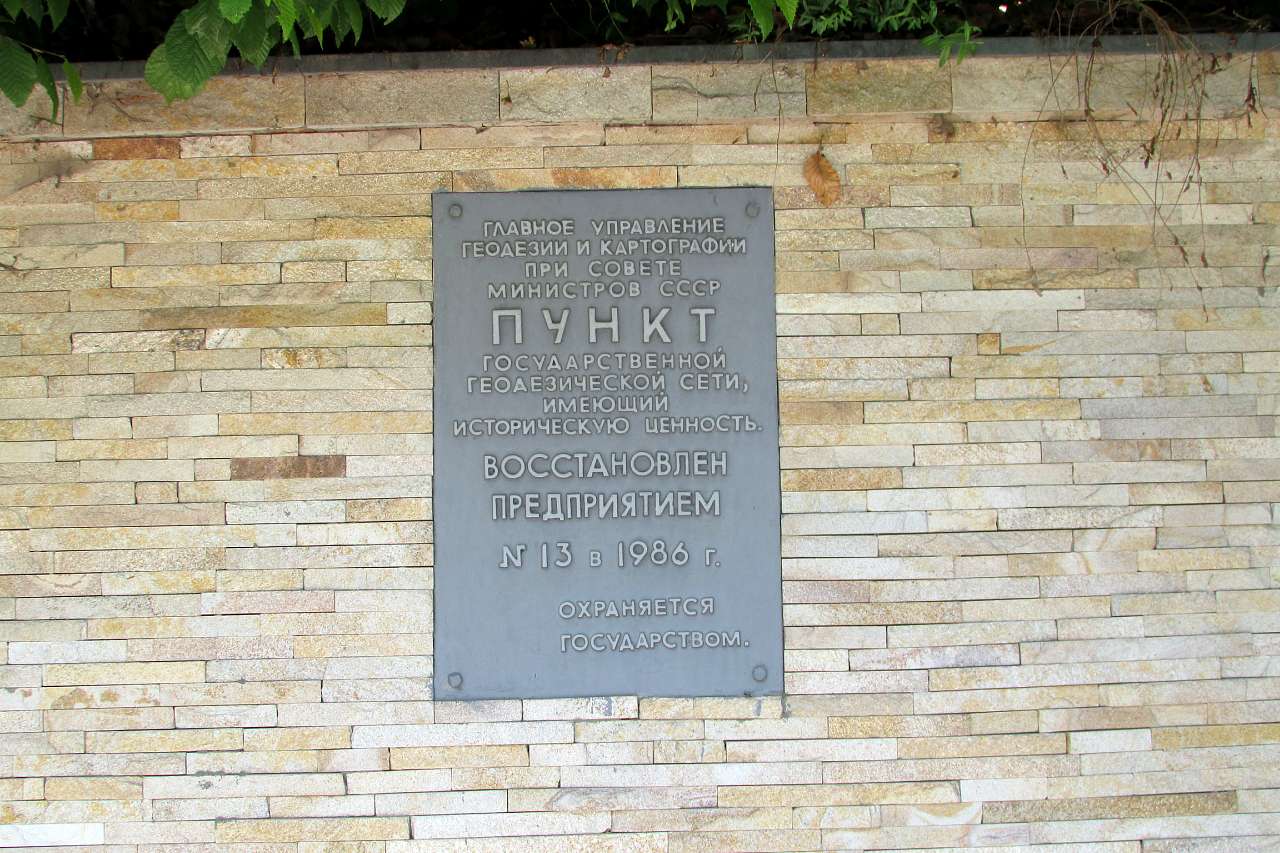 ГЛАВНОЕ УПРАВЛЕНИЕ
ГЕОДЕЗИИ И КАРТОГРАФИИ
ПРИ СОВЕТЕ
МИНИСТРОВ СССР
ПУНКТ
ГОСУДАРСТВЕННОЙ
ГЕОДЕЗИЧЕСКОЙ СЕТИ,
ИМЕЮЩИЙ
ИСТОРИЧЕСКУЮ ЦЕННОСТЬ.
ВОССТАНОВЛЕН
ПРЕДПРИЯТИЕМ
№ 13 в 1986 г.
ОХРАНЯЕТСЯ
ГОСУДАРСТВОМ.